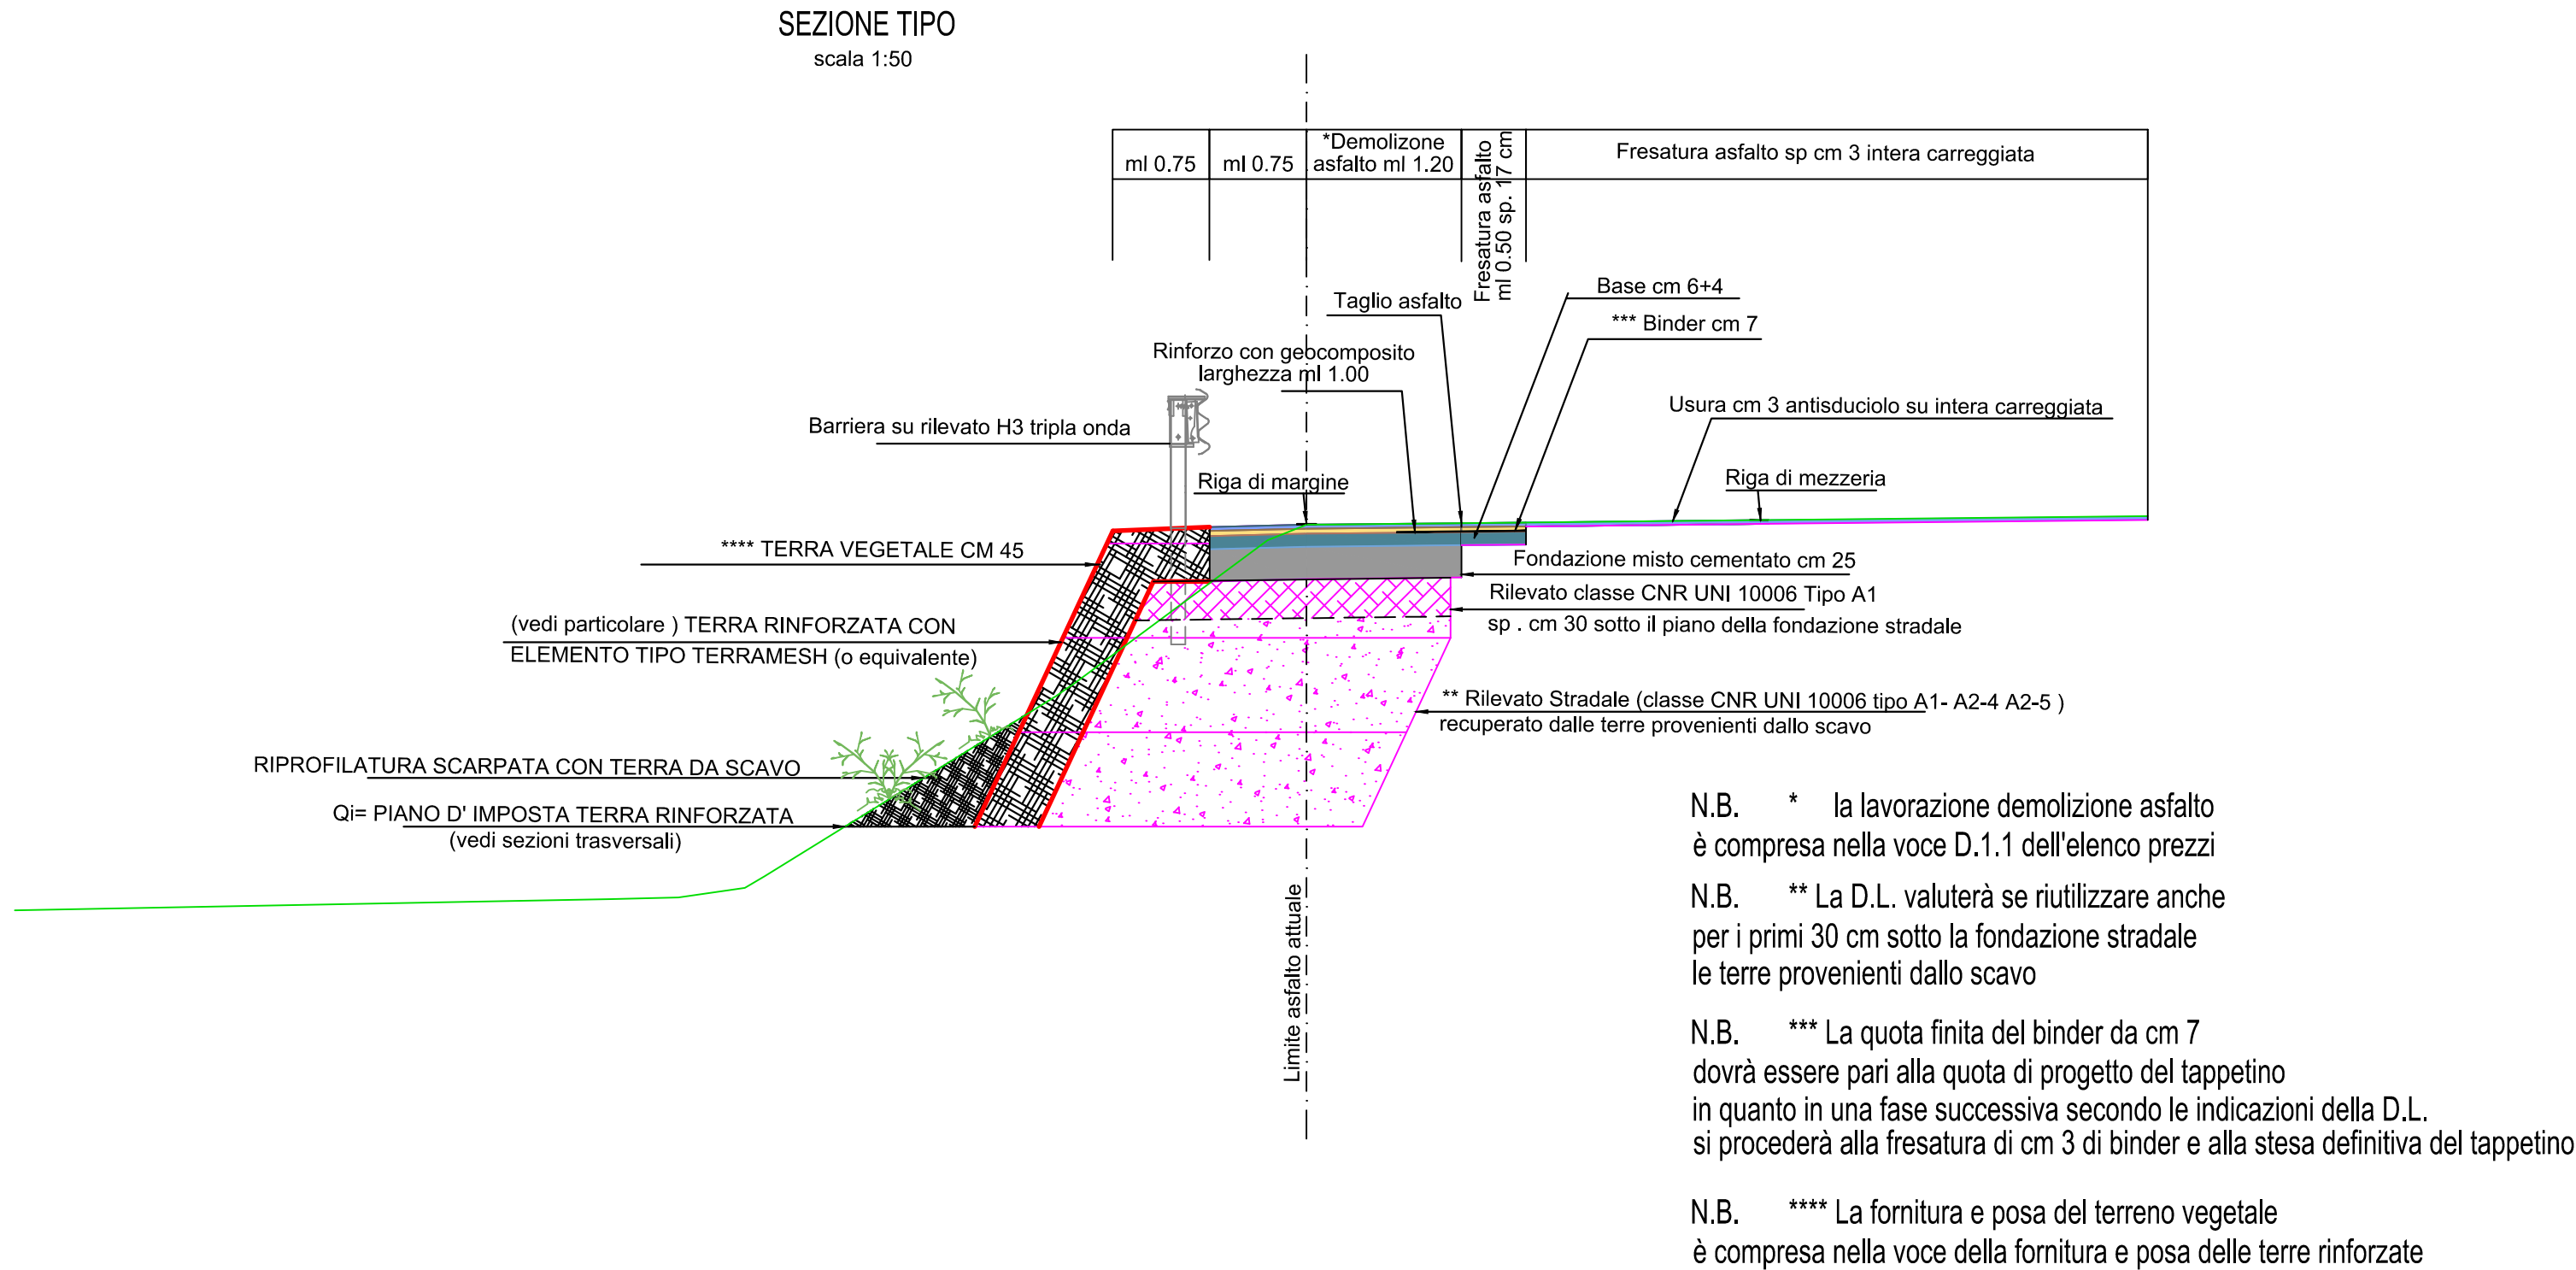 SEZIONE TIPO
scala 1:50
ml 0.75
ml 0.75
*Demolizone
asfalto ml 1.20
Fresatura asfalto
ml 0.50 sp. 17 cm
Fresatura asfalto sp cm 3 intera carreggiata
Base cm 6+4
Taglio asfalto
*** Binder cm 7
Rinforzo con geocomposito
larghezza ml 1.00
Usura cm 3 antisduciolo su intera carreggiata
Barriera su rilevato H3 tripla onda
Riga di margine
Riga di mezzeria
**** TERRA VEGETALE CM 45
Fondazione misto cementato cm 25
Rilevato classe CNR UNI 10006 Tipo A1
sp . cm 30 sotto il piano della fondazione stradale
(vedi particolare ) TERRA RINFORZATA CON
ELEMENTO TIPO TERRAMESH (o equivalente)
** Rilevato Stradale (classe CNR UNI 10006 tipo A1- A2-4 A2-5 )
recuperato dalle terre provenienti dallo scavo
RIPROFILATURA SCARPATA CON TERRA DA SCAVO
Qi= PIANO D' IMPOSTA TERRA RINFORZATA
(vedi sezioni trasversali)
Limite asfalto attuale
N.B. * la lavorazione demolizione asfalto
è compresa nella voce D.1.1 dell'elenco prezzi
N.B. ** La D.L. valuterà se riutilizzare anche
per i primi 30 cm sotto la fondazione stradale
le terre provenienti dallo scavo
N.B. *** La quota finita del binder da cm 7
dovrà essere pari alla quota di progetto del tappetino
in quanto in una fase successiva secondo le indicazioni della D.L.
si procederà alla fresatura di cm 3 di binder e alla stesa definitiva del tappetino
N.B. **** La fornitura e posa del terreno vegetale
è compresa nella voce della fornitura e posa delle terre rinforzate